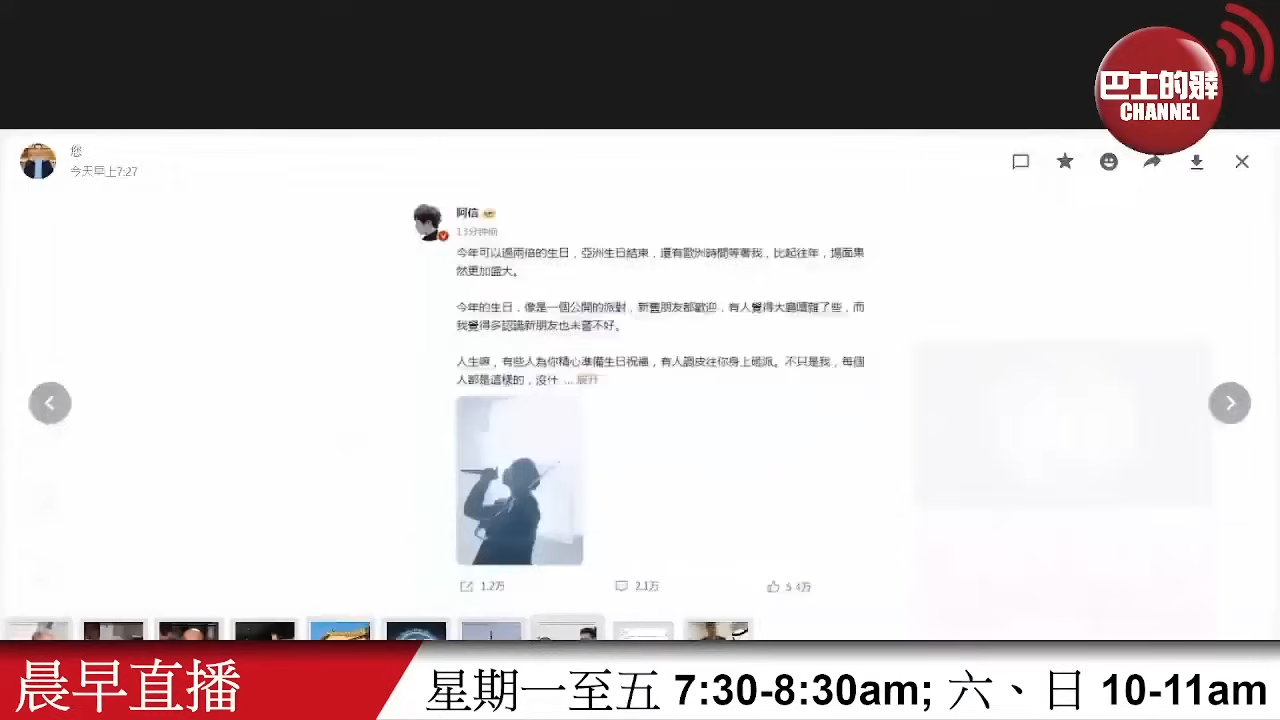 巴士的報
CHANNEL
您
今天早上7:27
阿信
13分钟前
今年可以過兩倍的生日，亞洲生日結束，還有歐洲時間等著我，比起往年，場面果
然更加盛大。
今年的生日，像是一個公開的派對，新舊朋友都歡迎，有人覺得大廳嘈雜了些，而
我覺得多認識新朋友也未嘗不好。
人生嘛，有些人為你精心準備生日祝福，有人調皮往你身上砸派。不只是我，每個
人都是這樣的，沒什 ... 展开
1.2万
2.1万
5.4万
晨早直播
星期一至五 7:30-8:30am; 六、日 10-11am